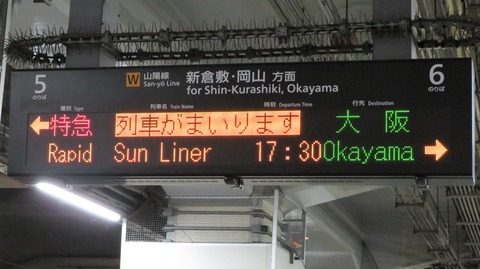 5 のりば
W 山陽線 San-yō Line
新倉敷・岡山 方面
for Shin-Kurashiki, Okayama
6 のりば
種別 Type 列車名 Train Name 時刻 Departure Time 行先 Destination
←特急 列車がまいります 大阪
Rapid Sun Liner 17:30 Okayama→